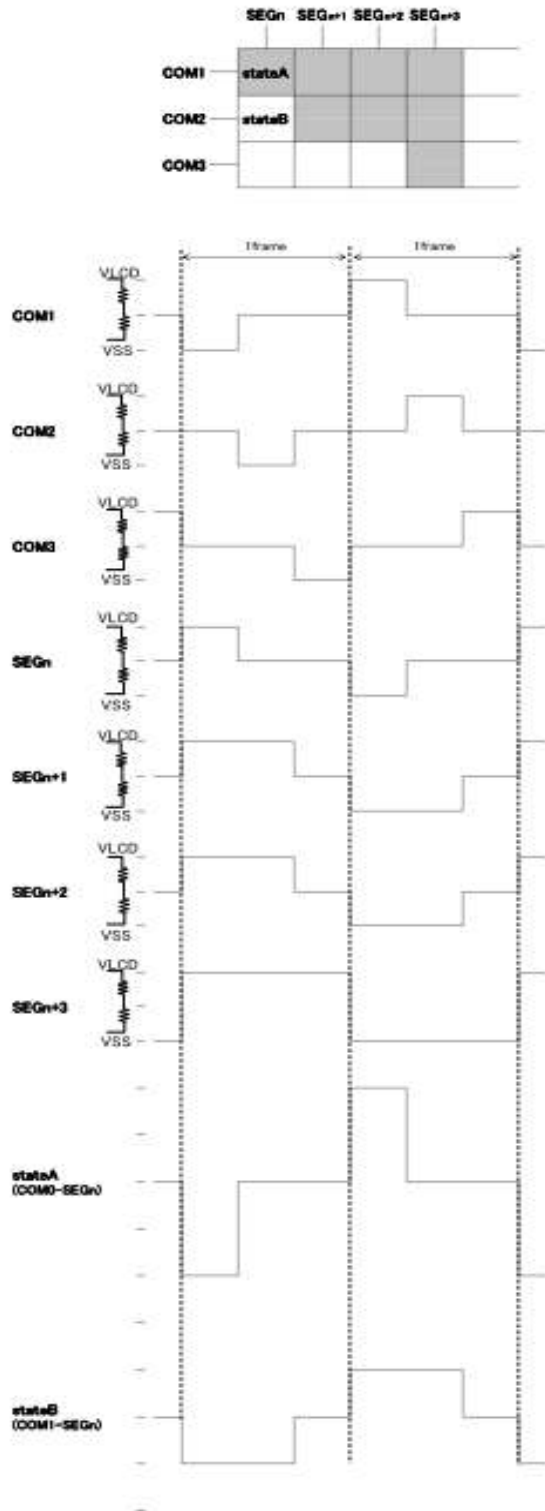 SEGn SEGn+1 SEGn+2 SEGn+3
COM1 stateA
COM2 stateB
COM3
1frame 1frame
VLCD
COM1
VSS
VLCD
COM2
VSS
VLCD
COM3
VSS
VLCD
SEGn
VSS
VLCD
SEGn+1
VSS
VLCD
SEGn+2
VSS
VLCD
SEGn+3
VSS
stateA
(COM0-SEGn)
stateB
(COM1-SEGn)